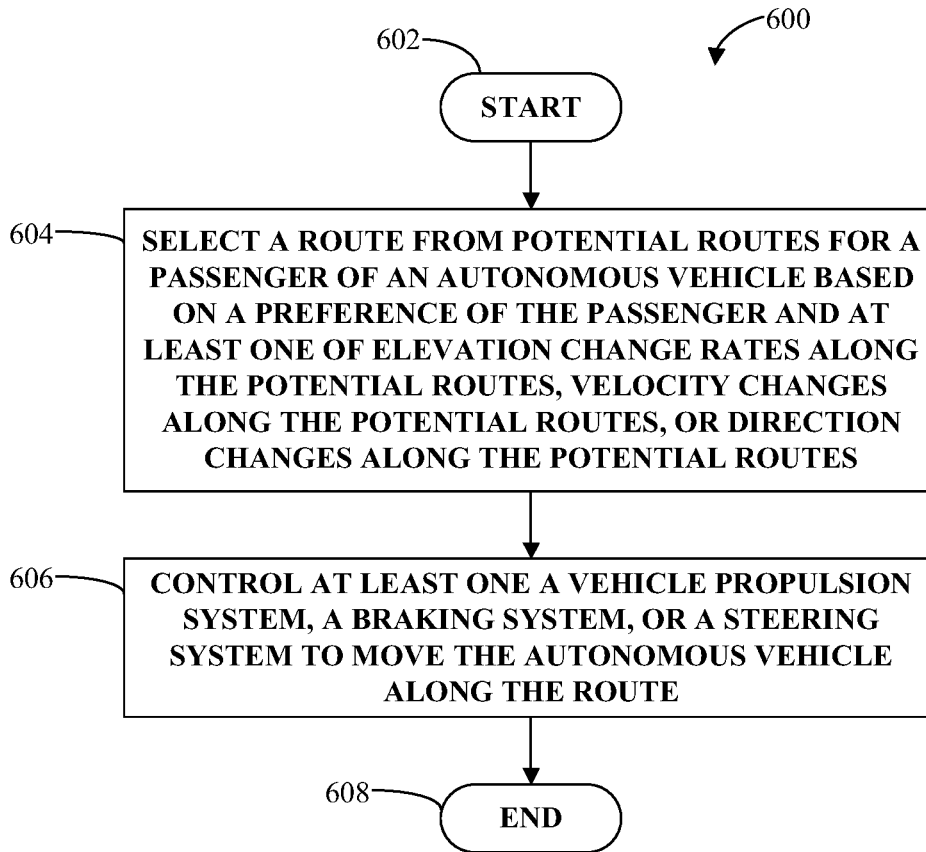 600
602
START
604
SELECT A ROUTE FROM POTENTIAL ROUTES FOR A
PASSENGER OF AN AUTONOMOUS VEHICLE BASED
ON A PREFERENCE OF THE PASSENGER AND AT
LEAST ONE OF ELEVATION CHANGE RATES ALONG
THE POTENTIAL ROUTES, VELOCITY CHANGES
ALONG THE POTENTIAL ROUTES, OR DIRECTION
CHANGES ALONG THE POTENTIAL ROUTES
606
CONTROL AT LEAST ONE A VEHICLE PROPULSION
SYSTEM, A BRAKING SYSTEM, OR A STEERING
SYSTEM TO MOVE THE AUTONOMOUS VEHICLE
ALONG THE ROUTE
608
END